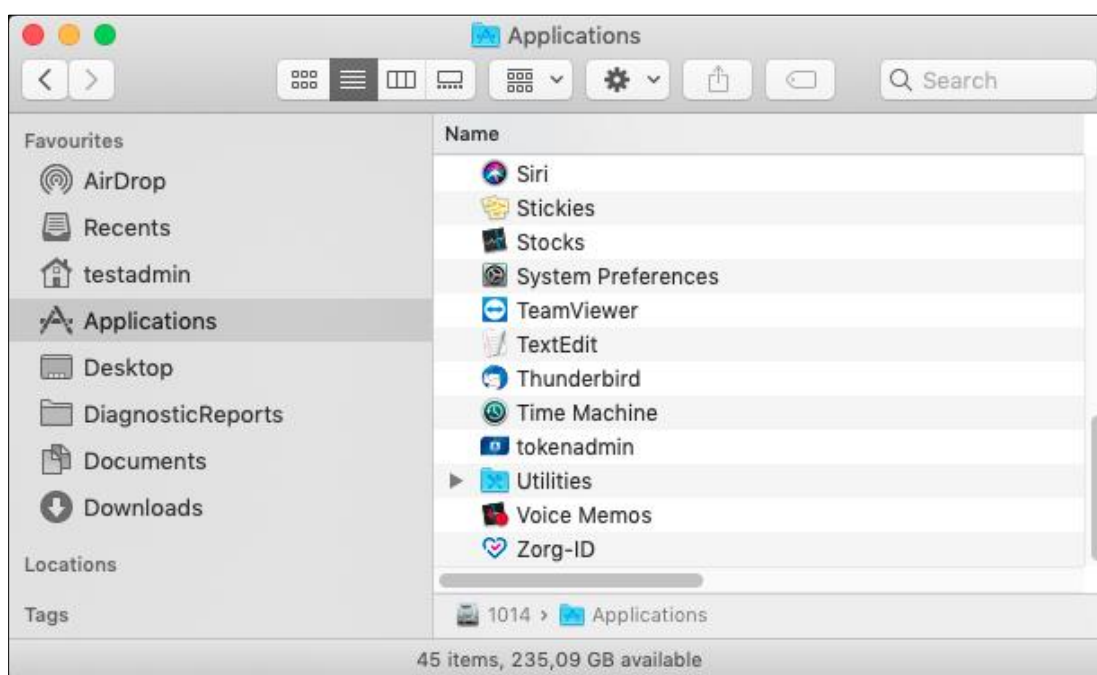 Applications
Search
Favourites
AirDrop
Recents
testadmin
Applications
Desktop
DiagnosticReports
Documents
Downloads
Locations
Tags
Name
Siri
Stickies
Stocks
System Preferences
TeamViewer
TextEdit
Thunderbird
Time Machine
tokenadmin
Utilities
Voice Memos
Zorg-ID
1014 › Applications
45 items, 235,09 GB available